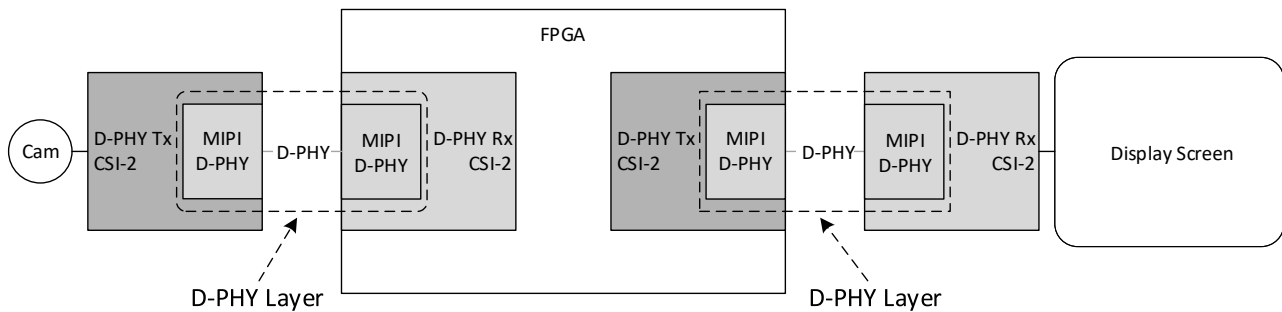 FPGA
Cam
D-PHY Tx
CSI-2
MIPI
D-PHY
D-PHY
MIPI
D-PHY
D-PHY Rx
CSI-2
D-PHY Tx
CSI-2
MIPI
D-PHY
D-PHY
MIPI
D-PHY
D-PHY Rx
CSI-2
Display Screen
D-PHY Layer
D-PHY Layer